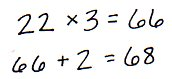 22 × 3 = 66
66 + 2 = 68